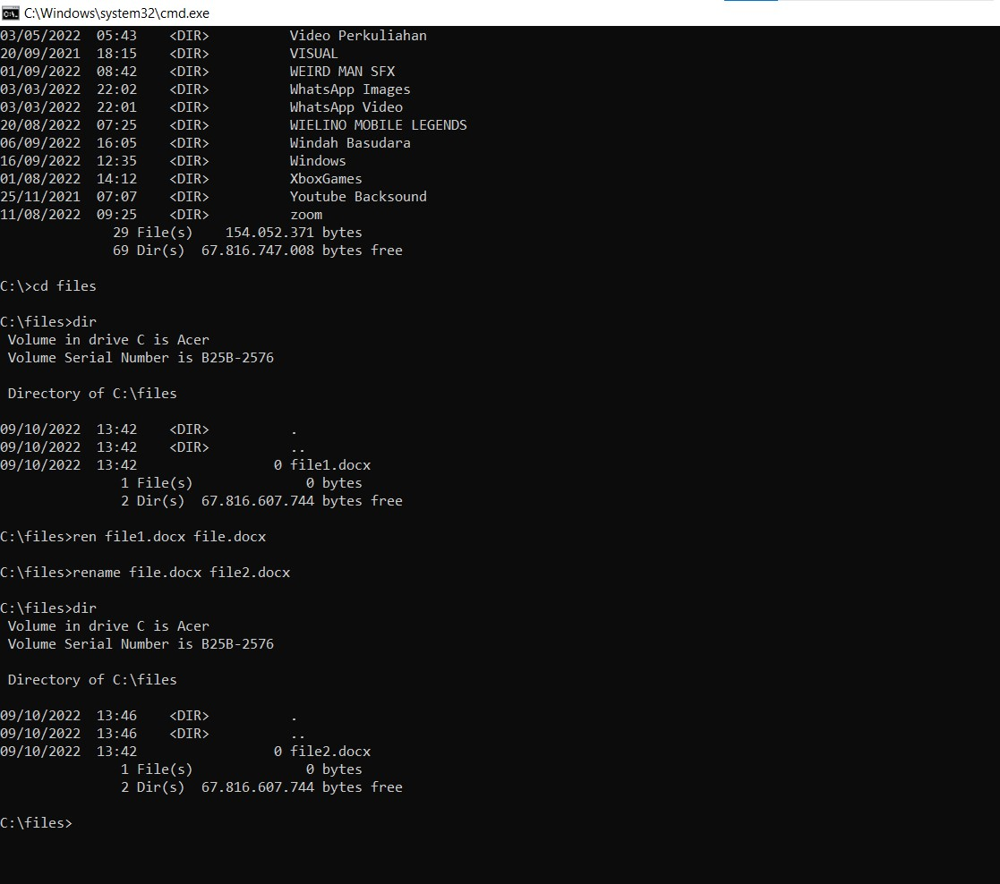 C:\Windows\system32\cmd.exe
03/05/2022  05:43    <DIR>          Video Perkuliahan
20/09/2021  18:15    <DIR>          VISUAL
01/09/2022  08:42    <DIR>          WEIRD MAN SFX
03/03/2022  22:02    <DIR>          WhatsApp Images
03/03/2022  22:01    <DIR>          WhatsApp Video
20/08/2022  07:25    <DIR>          WIELINO MOBILE LEGENDS
06/09/2022  16:05    <DIR>          Windah Basudara
16/09/2022  12:35    <DIR>          Windows
01/08/2022  14:12    <DIR>          XboxGames
25/11/2021  07:07    <DIR>          Youtube Backsound
11/08/2022  09:25    <DIR>          zoom
              29 File(s)    154.052.371 bytes
              69 Dir(s)  67.816.747.008 bytes free
C:\>cd files
C:\files>dir
 Volume in drive C is Acer
 Volume Serial Number is B25B-2576
 Directory of C:\files
09/10/2022  13:42    <DIR>          .
09/10/2022  13:42    <DIR>          ..
09/10/2022  13:42                 0 file1.docx
               1 File(s)              0 bytes
               2 Dir(s)  67.816.607.744 bytes free
C:\files>ren file1.docx file.docx
C:\files>rename file.docx file2.docx
C:\files>dir
 Volume in drive C is Acer
 Volume Serial Number is B25B-2576
 Directory of C:\files
09/10/2022  13:46    <DIR>          .
09/10/2022  13:46    <DIR>          ..
09/10/2022  13:42                 0 file2.docx
               1 File(s)              0 bytes
               2 Dir(s)  67.816.607.744 bytes free
C:\files>